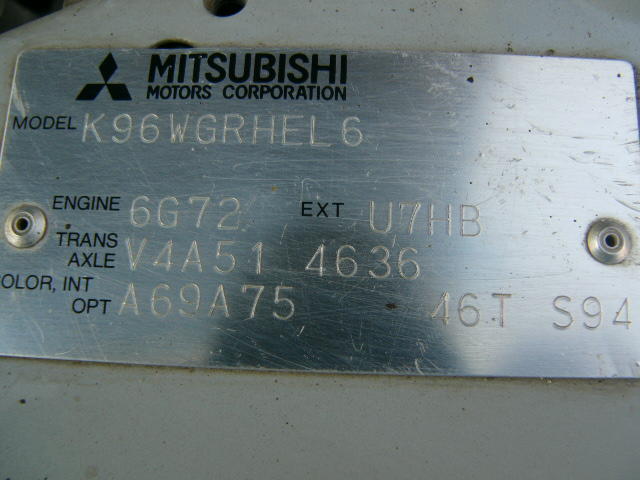 MITSUBISHI
MOTORS CORPORATION
MODEL K96WGRHEL6
ENGINE 6G72 EXT U7HB
TRANS
AXLE V4A51 4636
COLOR, INT
OPT A69A75 46T S94